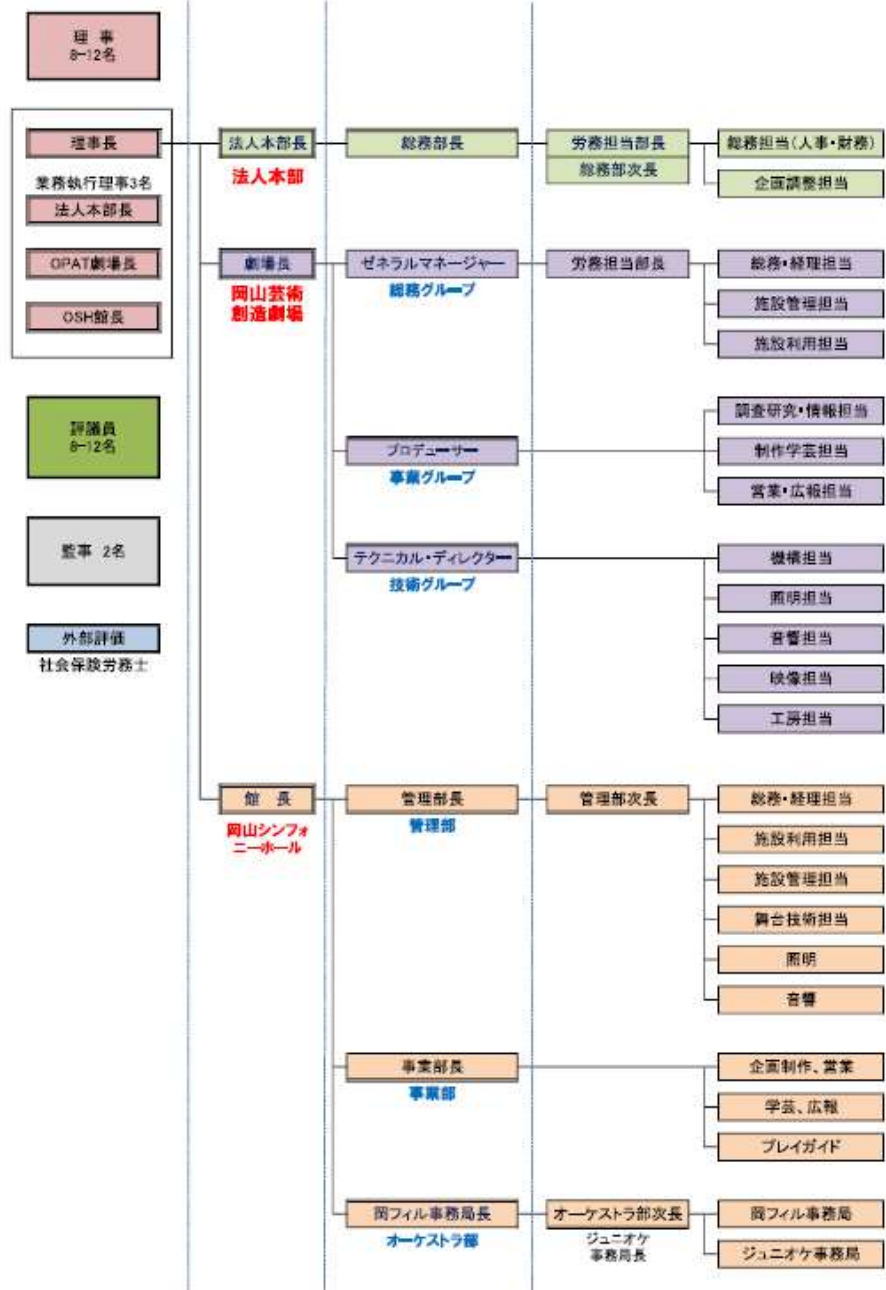 理 事
8-12名
理事長
業務執行理事3名
法人本部長
OPAT劇場長
OSH館長
評議員
8-12名
監事 2名
外部評価
社会保険労務士
法人本部長
法人本部
総務部長
労務担当部長
総務部次長
総務担当(人事・財務)
企画調整担当
劇場長
岡山芸術
創造劇場
ゼネラルマネージャー
総務グループ
労務担当部長
総務・経理担当
施設管理担当
施設利用担当
プロデューサー
事業グループ
調査研究・情報担当
制作学芸担当
営業・広報担当
テクニカル・ディレクター
技術グループ
機構担当
照明担当
音響担当
映像担当
工房担当
館 長
岡山シンフォ
ニーホール
管理部長
管理部
管理部次長
総務・経理担当
施設利用担当
施設管理担当
舞台技術担当
照明
音響
事業部長
事業部
企画制作、営業
学芸、広報
プレイガイド
岡フィル事務局長
オーケストラ部
オーケストラ部次長
ジュニオケ
事務局長
岡フィル事務局
ジュニオケ事務局